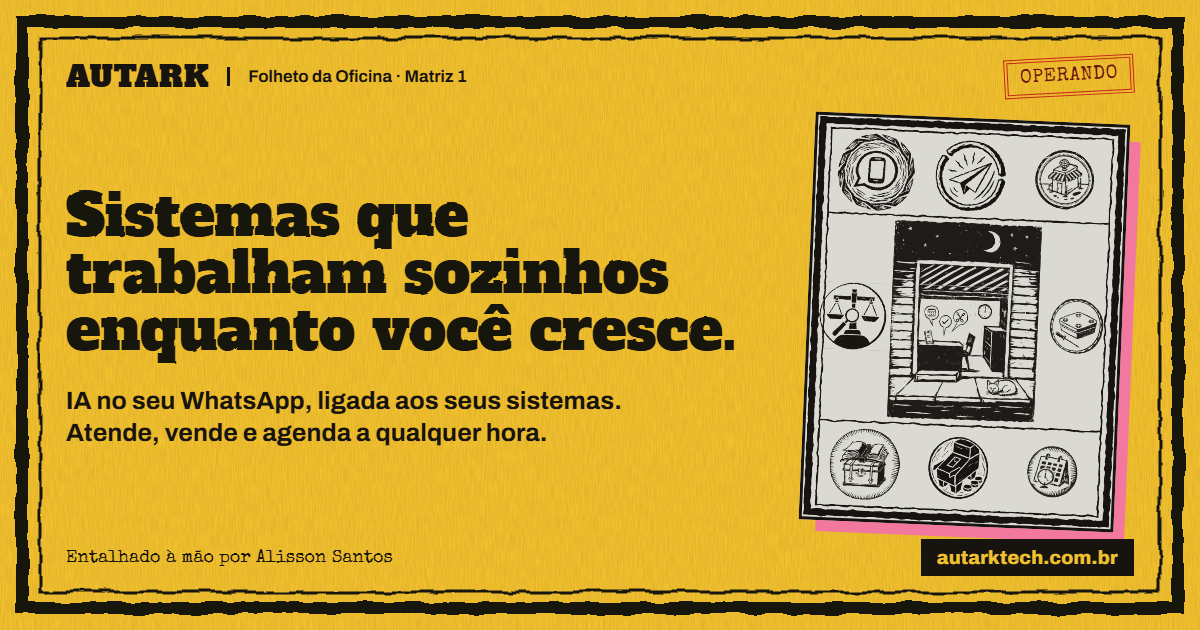 AUTARK
Folheto da Oficina · Matriz 1
OPERANDO
Sistemas que
trabalham sozinhos
enquanto você cresce.
IA no seu WhatsApp, ligada aos seus sistemas.
Atende, vende e agenda a qualquer hora.
Entalhado à mão por Alisson Santos
autarktech.com.br